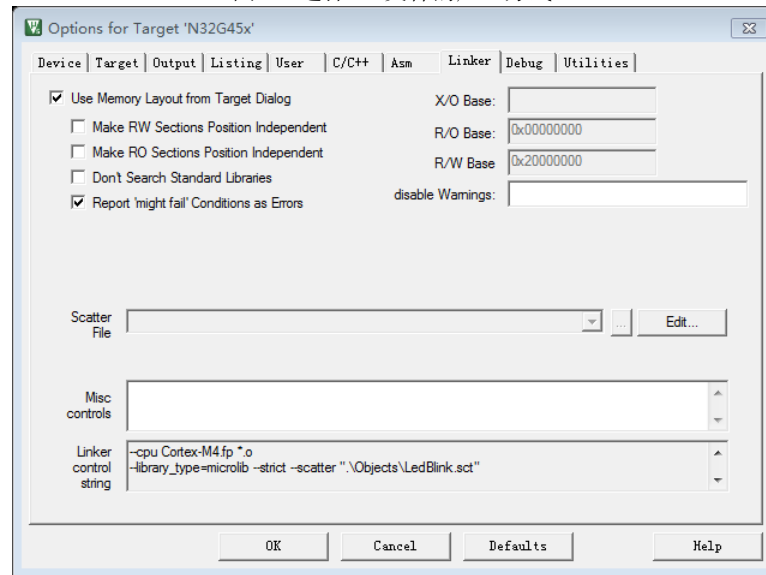 Options for Target 'N32G45x'
Device Target Output Listing User C/C++ Asm Linker Debug Utilities
Use Memory Layout from Target Dialog
Make RW Sections Position Independent
Make RO Sections Position Independent
Don't Search Standard Libraries
Report 'might fail' Conditions as Errors
X/O Base:
R/O Base: 0x00000000
R/W Base 0x20000000
disable Warnings:
Scatter
File
... Edit...
Misc
controls
Linker
control
string
--cpu Cortex-M4.fp *.o
--library_type=microlib --strict --scatter ".\Objects\LedBlink.sct"
OK Cancel Defaults Help